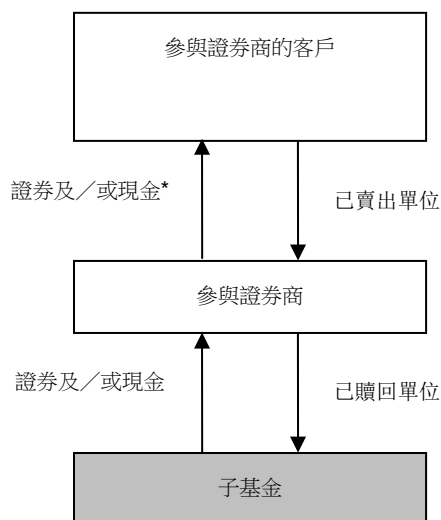 參與證券商的客戶
證券及／或現金*
已賣出單位
參與證券商
證券及／或現金
已贖回單位
子基金